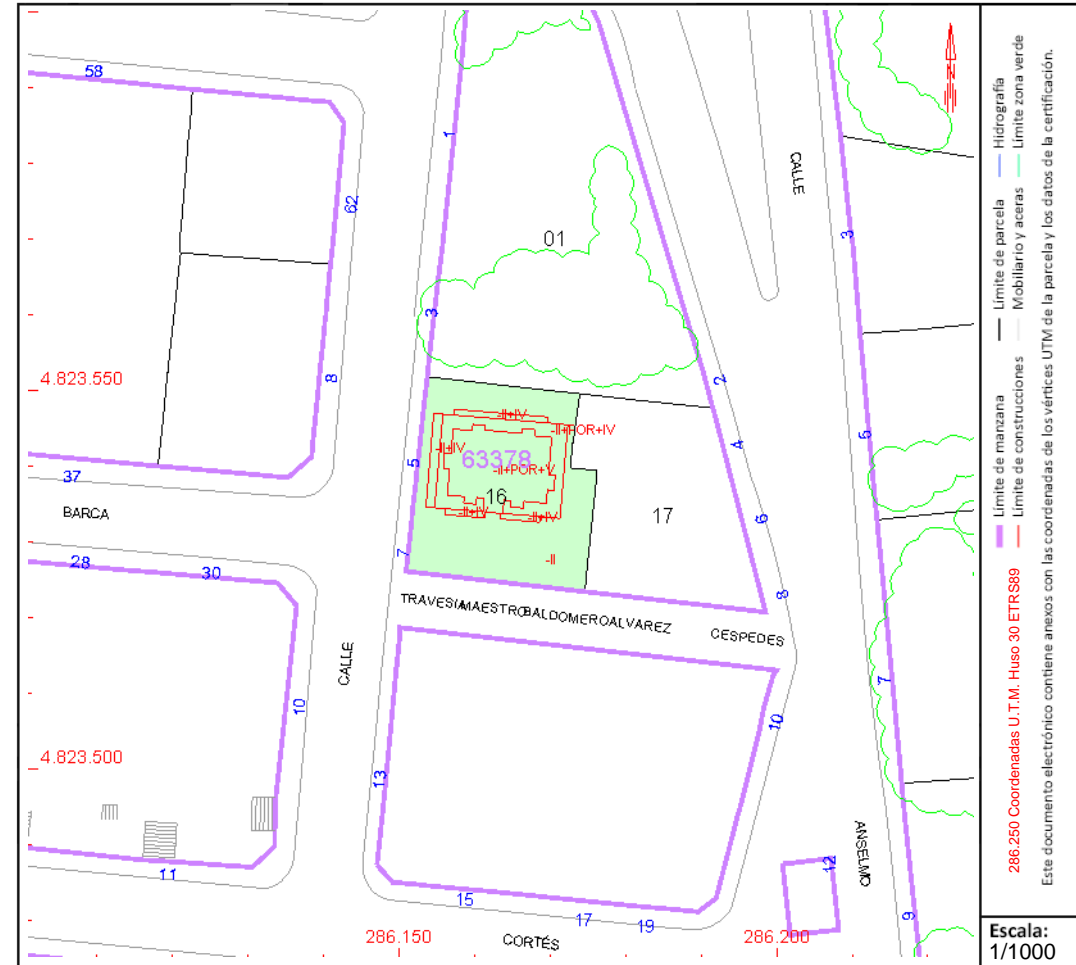 58
1
62
CALLE
01
3
3
4.823.550
8
2
-II+IV
-II+POR+IV
4
5
-II+IV
63378
5
-II+POR+V
37
16
-II+IV
-II+IV
17
6
BARCA
7
-II
28
30
8
TRAVESIA MAESTRO BALDOMERO ALVAREZ
CESPEDES
CALLE
7
10
10
4.823.500
13
ANSELMO
12
11
15
17
19
9
286.150
CORTÉS
286.200
N
Límite de manzana
Límite de parcela
Hidrografía
286.250 Coordenadas U.T.M. Huso 30 ETRS89
Límite de construcciones
Mobiliario y aceras
Límite zona verde
Este documento electrónico contiene anexos con las coordenadas de los vértices UTM de la parcela y los datos de la certificación.
Escala:
1/1000